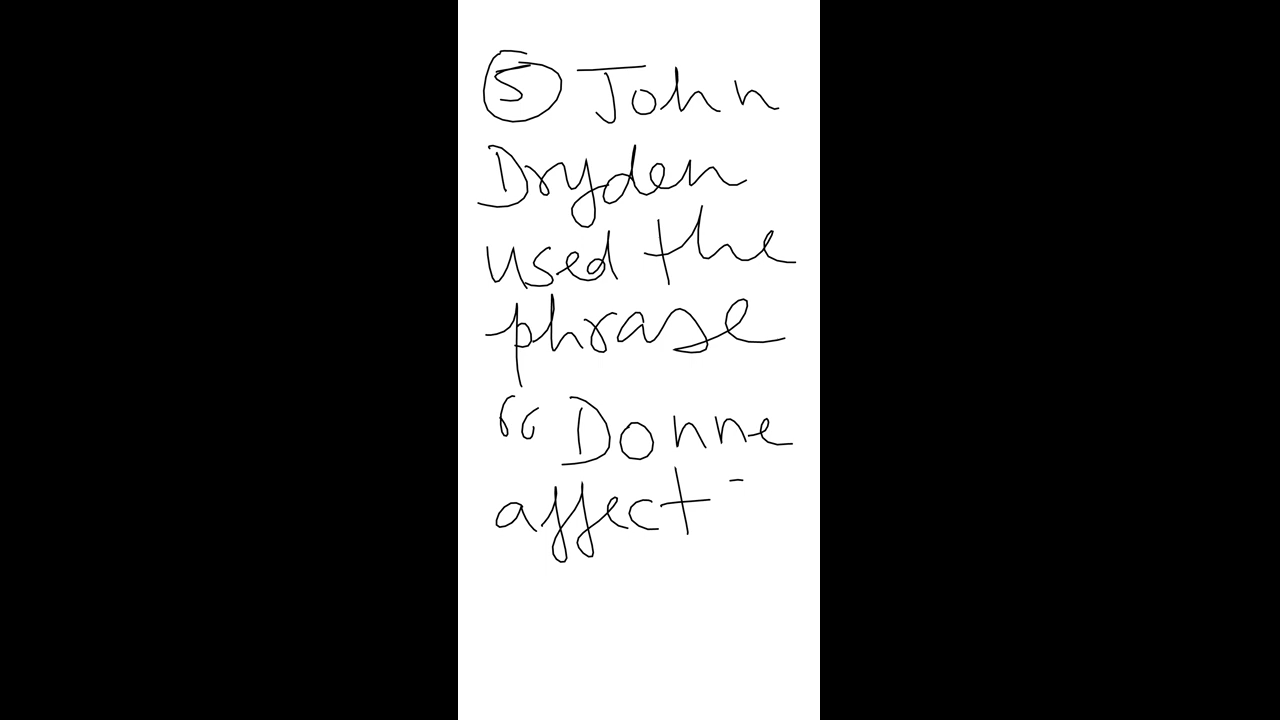 ⑤ John
Dryden
used the
phrase
“Donne
affect-